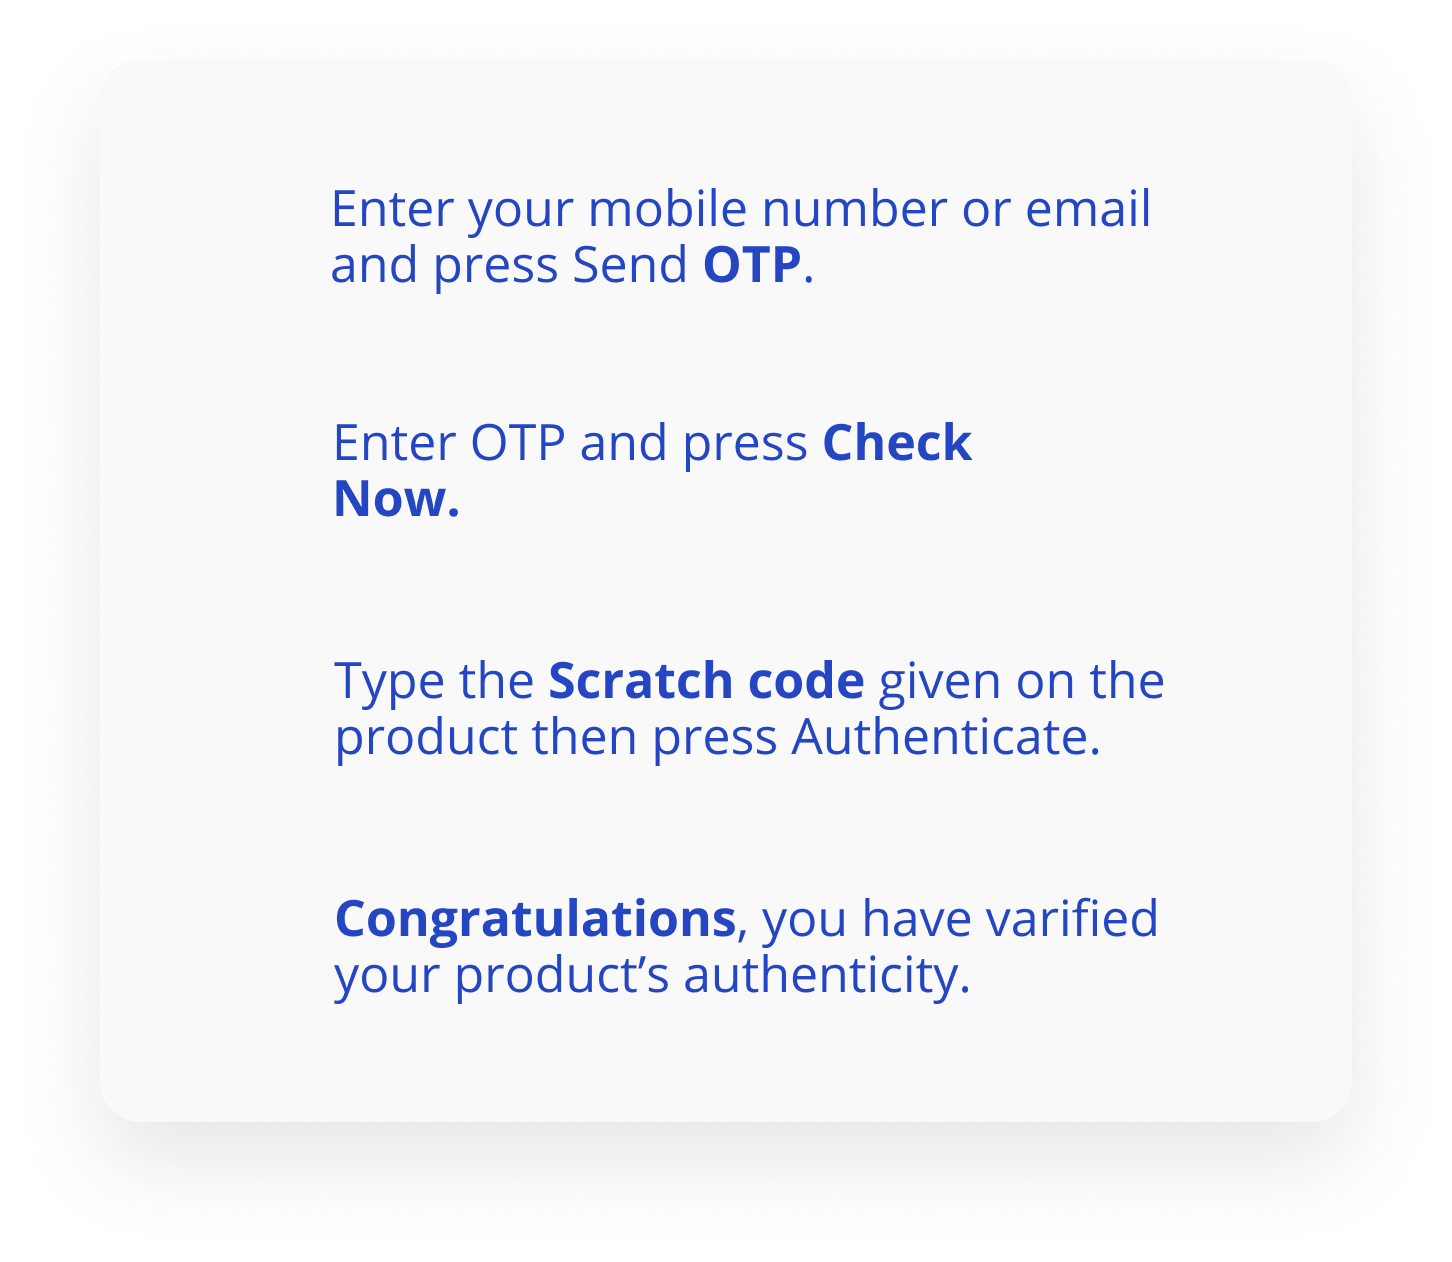 Enter your mobile number or email
and press Send OTP.
Enter OTP and press Check
Now.
Type the Scratch code given on the
product then press Authenticate.
Congratulations, you have varified
your product’s authenticity.